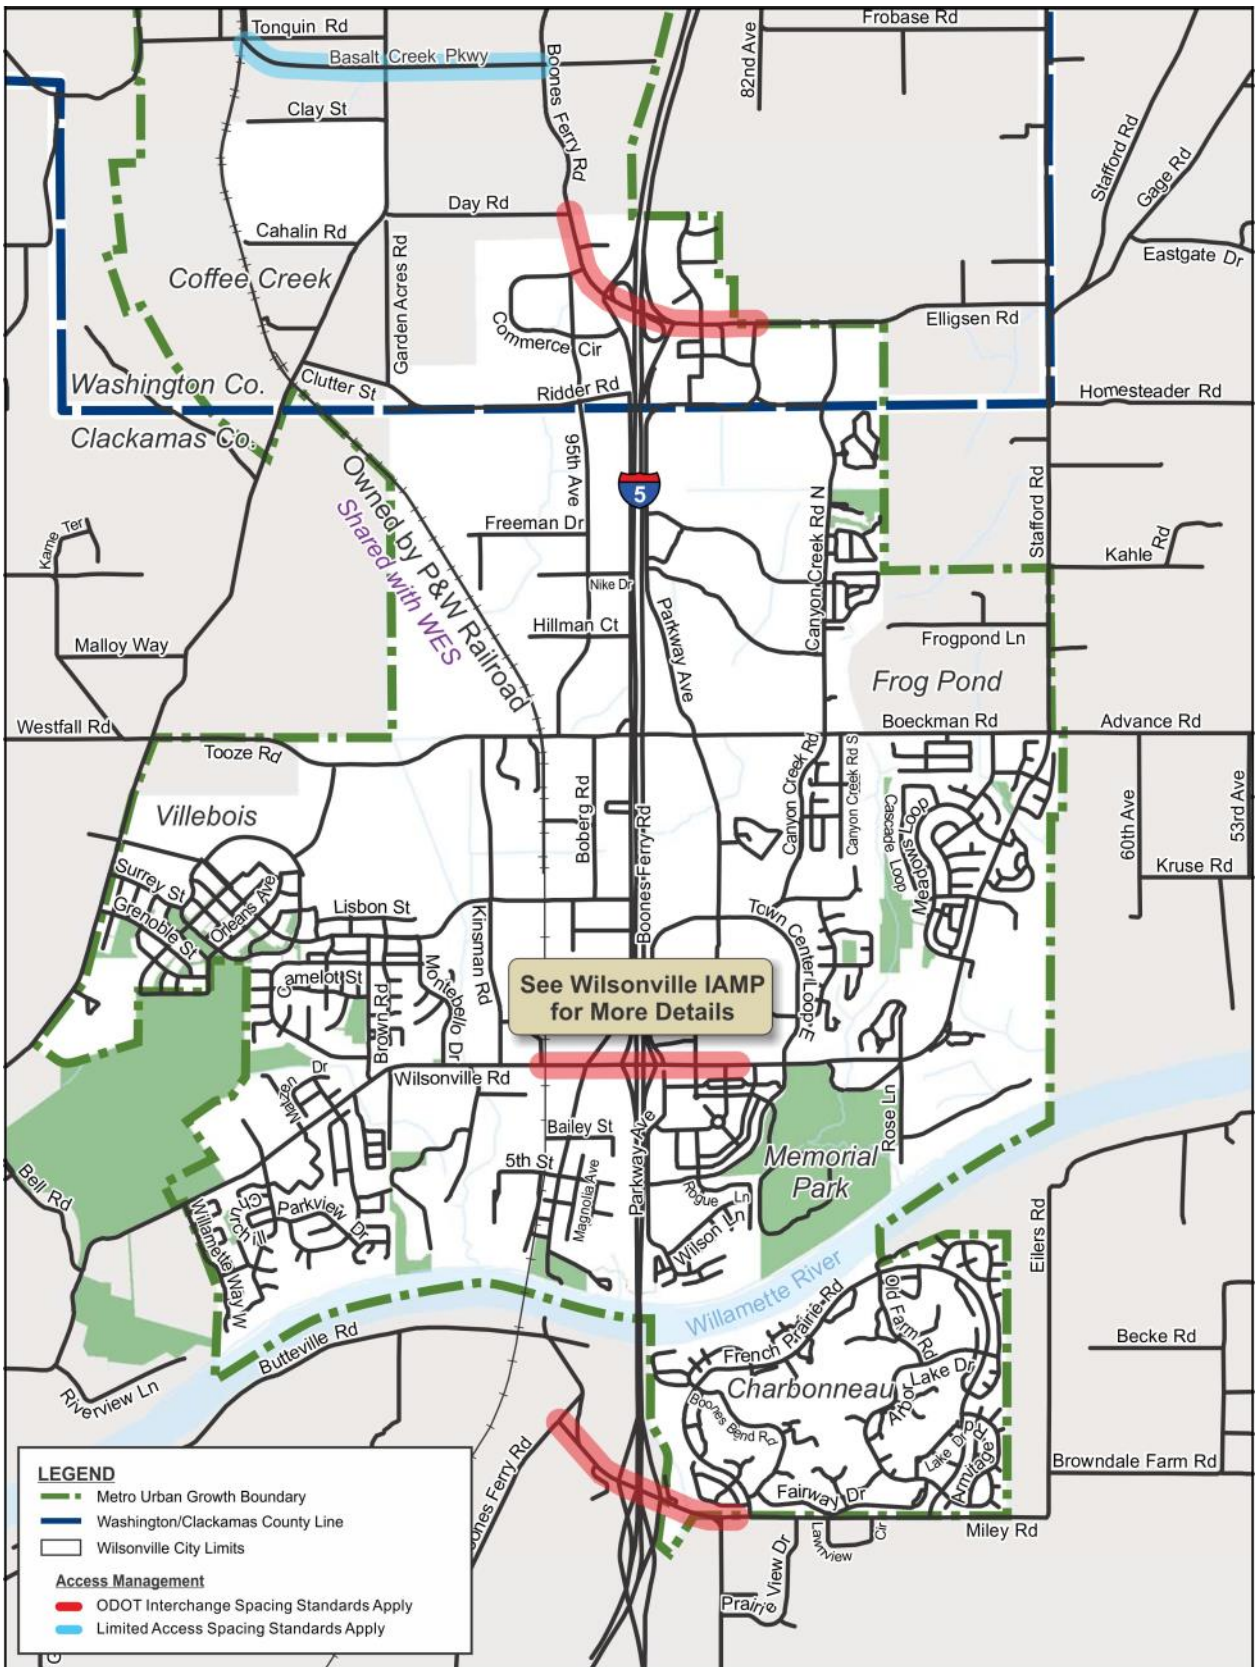 Tonquin Rd
Frobase Rd
Basalt Creek Pkwy
82nd Ave
Boones Ferry Rd
Clay St
Stafford Rd
Gage Rd
Day Rd
Cahalin Rd
Eastgate Dr
Coffee Creek
Garden Acres Rd
Elligsen Rd
Commerce Cir
Clutter St
Washington Co.
Ridder Rd
Homesteader Rd
Clackamas Co.
95th Ave
Owned by P&W Railroad
Shared with WES
5
Canyon Creek Rd N
Stafford Rd
Kame Ter
Freeman Dr
Kahle Rd
Nike Dr
Parkway Ave
Hillman Ct
Frogpond Ln
Malloy Way
Frog Pond
Westfall Rd
Boeckman Rd
Advance Rd
Tooze Rd
Canyon Creek Rd
Canyon Creek Rd S
Villebois
Boberg Rd
Boones Ferry Rd
Cascade Loop
Meadows Loop
60th Ave
53rd Ave
Kruse Rd
Surrey St
Grenoble St
Orleans Ave
Lisbon St
Kinsman Rd
Town Center Loop E
See Wilsonville IAMP
for More Details
Camelot St
Montebello Dr
Brown Rd
Matzen Dr
Wilsonville Rd
Rose Ln
Bailey St
Parkway Ave
5th St
Magnolia Ave
Memorial
Park
Bell Rd
Rogue Ln
Churchill
Parkview Dr
Willamette Way W
Wilson Ln
Eilers Rd
Willamette River
French Prairie Rd
Old Farm Rd
Butteville Rd
Becke Rd
Riverview Ln
Charbonneau
Arbor Lake Dr
Boones Bend Rd
Lake Dr
Armitage Rd
oones Ferry Rd
Browndale Farm Rd
Fairway Dr
Lawnview Cir
Miley Rd
Prairie View Dr
LEGEND
Metro Urban Growth Boundary
Washington/Clackamas County Line
Wilsonville City Limits
Access Management
ODOT Interchange Spacing Standards Apply
Limited Access Spacing Standards Apply